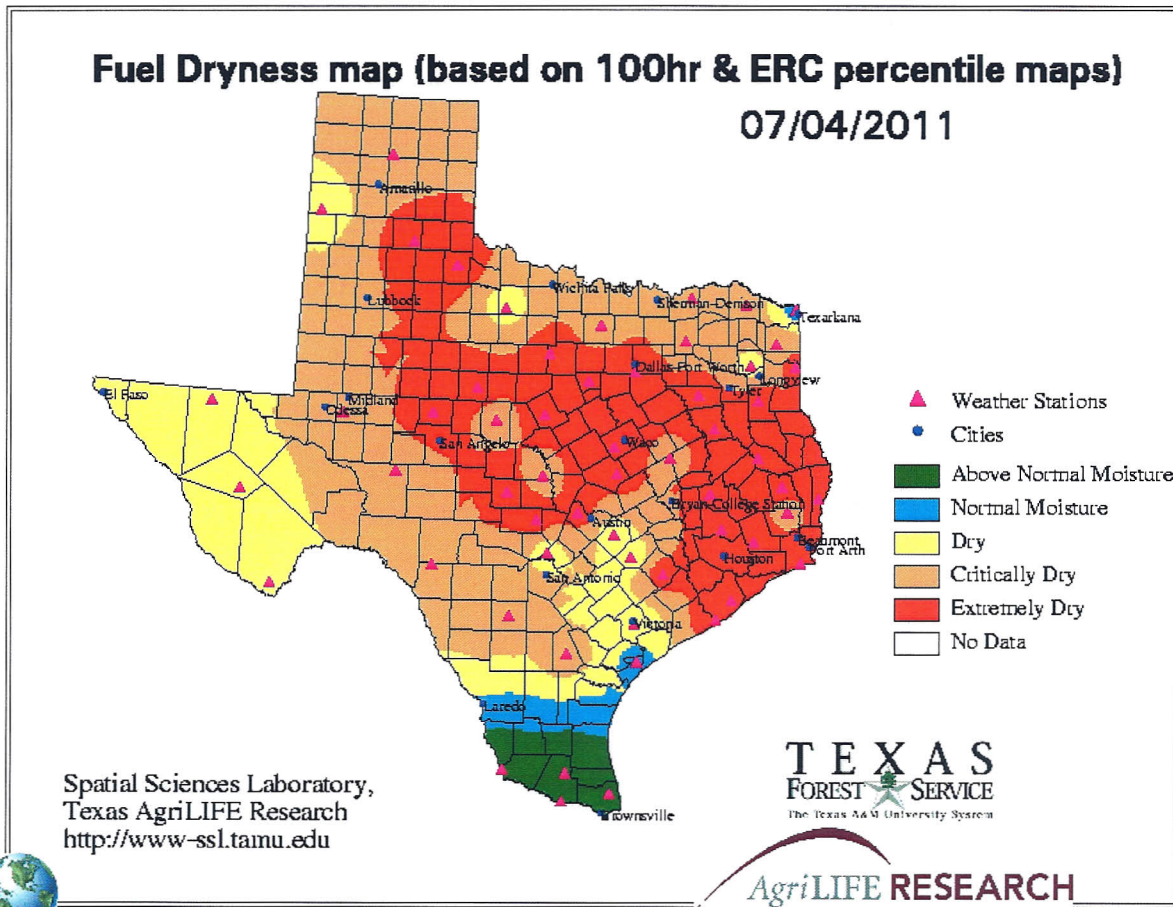 Fuel Dryness map (based on 100hr & ERC percentile maps)
07/04/2011
Amarillo
Lubbock
Wichita Falls
Sherman-Denison
Texarkana
Dallas-Fort Worth
Longview
Tyler
El Paso
Midland
Odessa
San Angelo
Waco
Bryan-College Station
Austin
Beaumont
Port Arth
Houston
San Antonio
Victoria
Laredo
Brownsville
Weather Stations
Cities
Above Normal Moisture
Normal Moisture
Dry
Critically Dry
Extremely Dry
No Data
Spatial Sciences Laboratory,
Texas AgriLIFE Research
http://www-ssl.tamu.edu
TEXAS
FOREST SERVICE
The Texas A&M University System
AgriLIFE RESEARCH